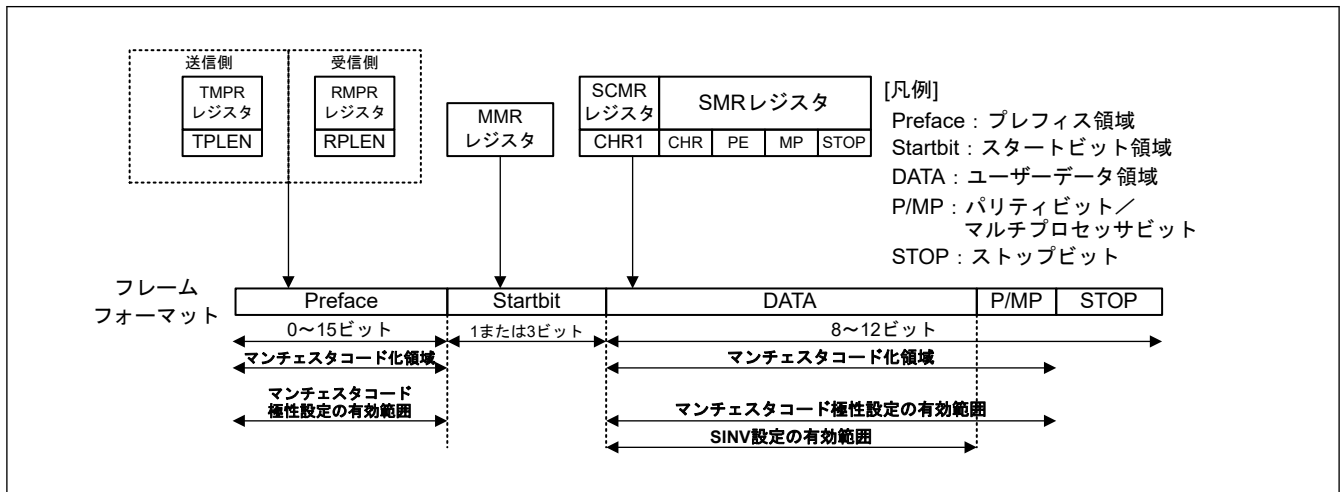 送信側
受信側
TMPR
レジスタ
TPLEN
RMPR
レジスタ
RPLEN
MMR
レジスタ
SCMR
レジスタ
CHR1
SMRレジスタ
CHR
PE
MP
STOP
[凡例]
Preface：プレフィス領域
Startbit：スタートビット領域
DATA：ユーザーデータ領域
P/MP：パリティビット／
マルチプロセッサビット
STOP：ストップビット
フレーム
フォーマット
Preface
Startbit
DATA
P/MP
STOP
0～15ビット
1または3ビット
8～12ビット
マンチェスタコード化領域
マンチェスタコード化領域
マンチェスタコード
極性設定の有効範囲
マンチェスタコード極性設定の有効範囲
SINV設定の有効範囲